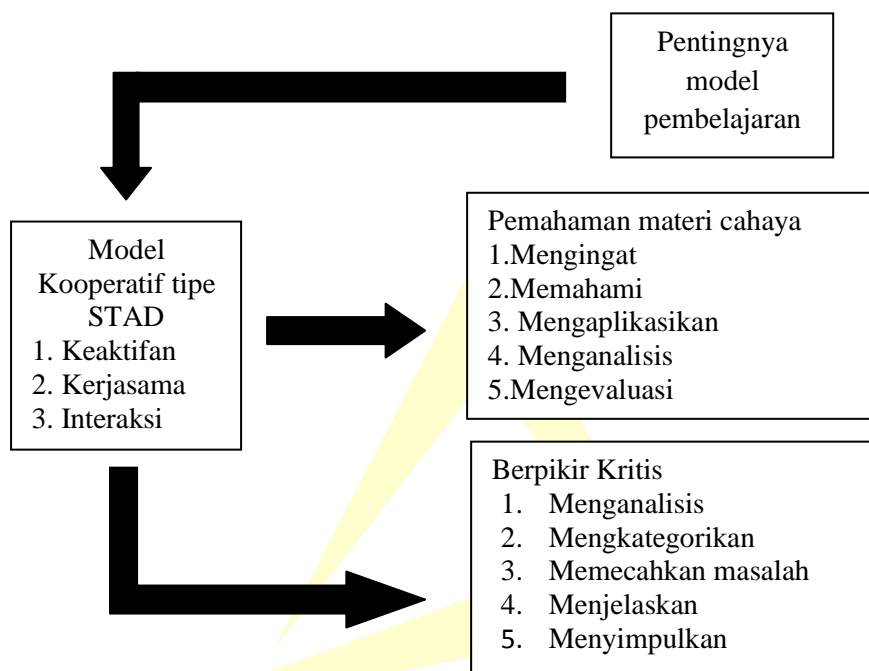 Pentingnya
model
pembelajaran
Model
Kooperatif tipe
STAD
1. Keaktifan
2. Kerjasama
3. Interaksi
Pemahaman materi cahaya
1.Mengingat
2.Memahami
3. Mengaplikasikan
4. Menganalisis
5.Mengevaluasi
Berpikir Kritis
1. Menganalisis
2. Mengkategorikan
3. Memecahkan masalah
4. Menjelaskan
5. Menyimpulkan